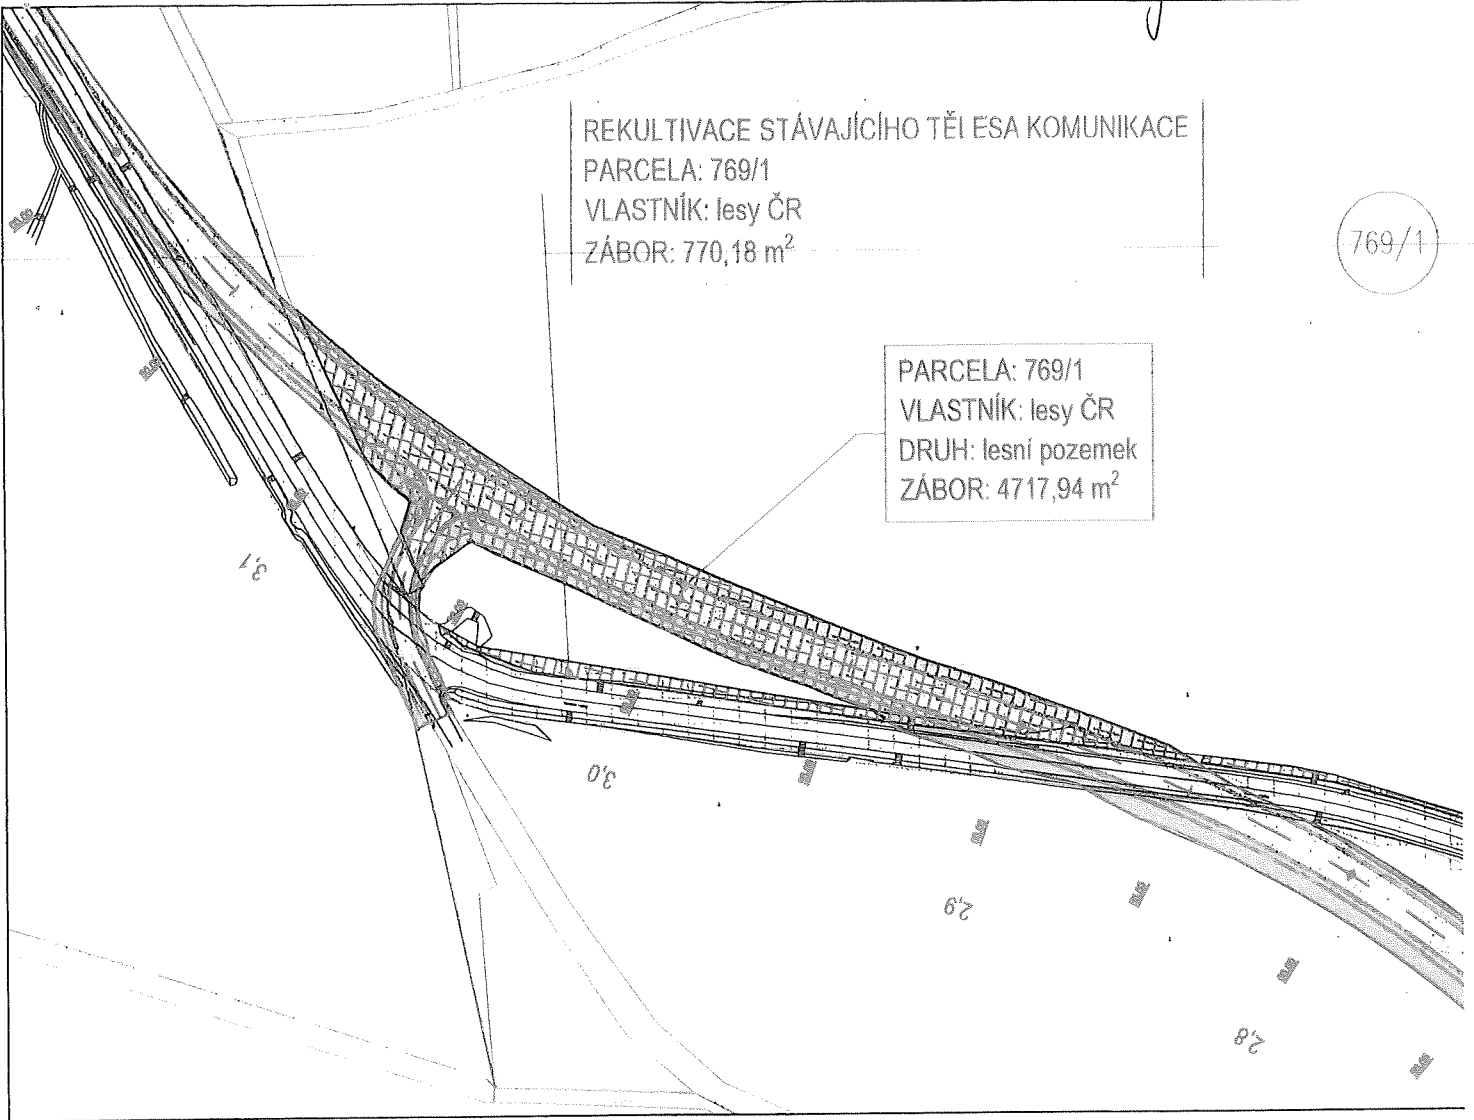 REKULTIVACE STÁVAJÍCÍHO TĚLESA KOMUNIKACE
PARCELA: 769/1
VLASTNÍK: lesy ČR
ZÁBOR: 770,18 m²
769/1
PARCELA: 769/1
VLASTNÍK: lesy ČR
DRUH: lesní pozemek
ZÁBOR: 4717,94 m²
3,1
3,0
2,9
2,8